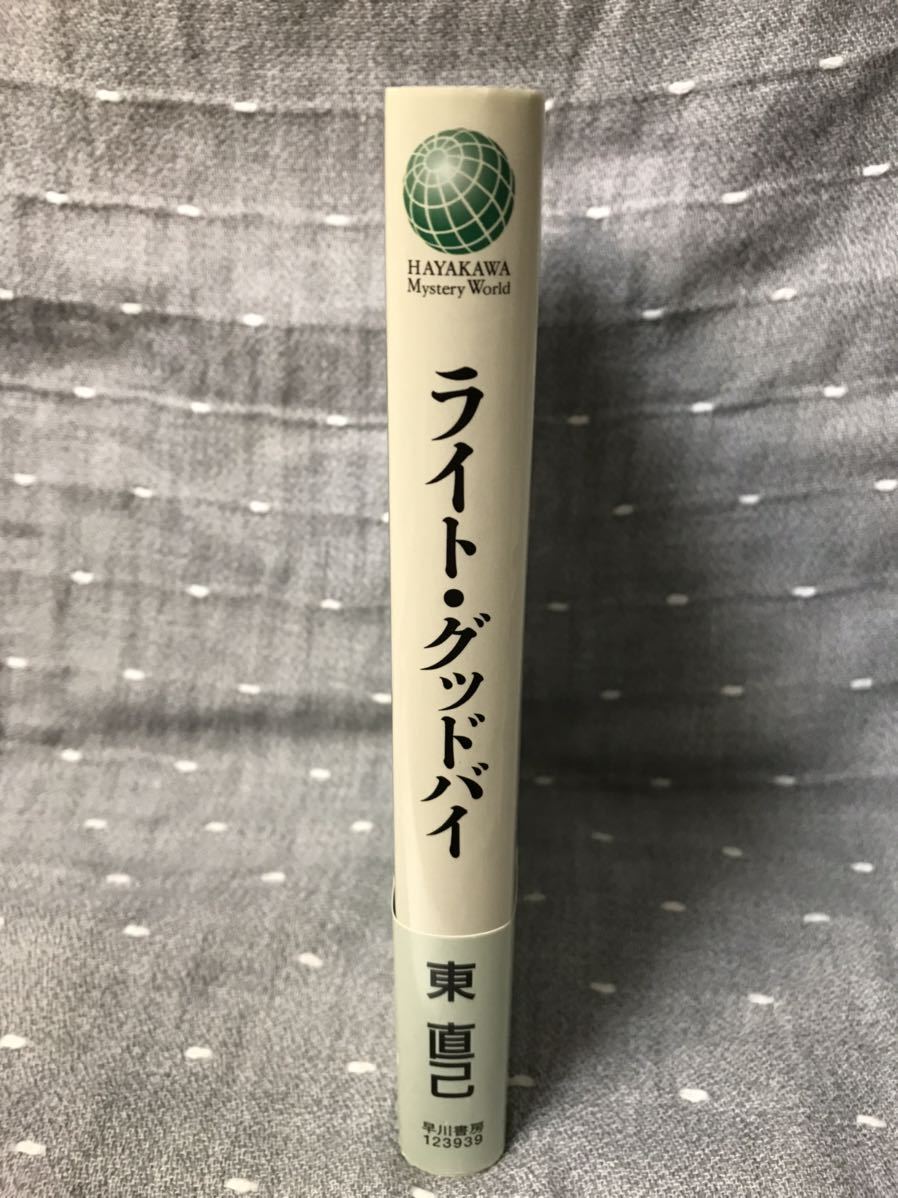 HAYAKAWA
Mystery World
ライト・グッドバイ
東 直己
早川書房
123939